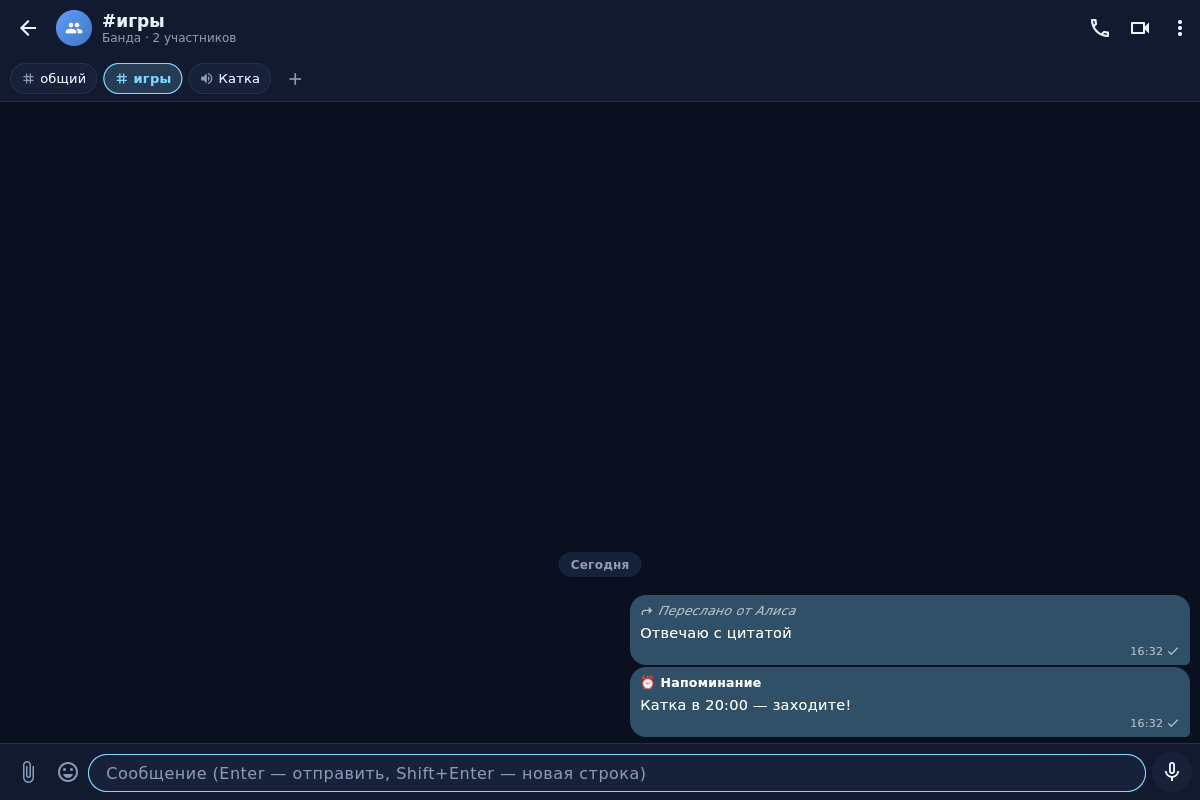 #игры
Банда · 2 участников
общий
игры
Катка
Сегодня
Переслано от Алиса
Отвечаю с цитатой
16:32
⏰ Напоминание
Катка в 20:00 — заходите!
16:32
Сообщение (Enter — отправить, Shift+Enter — новая строка)